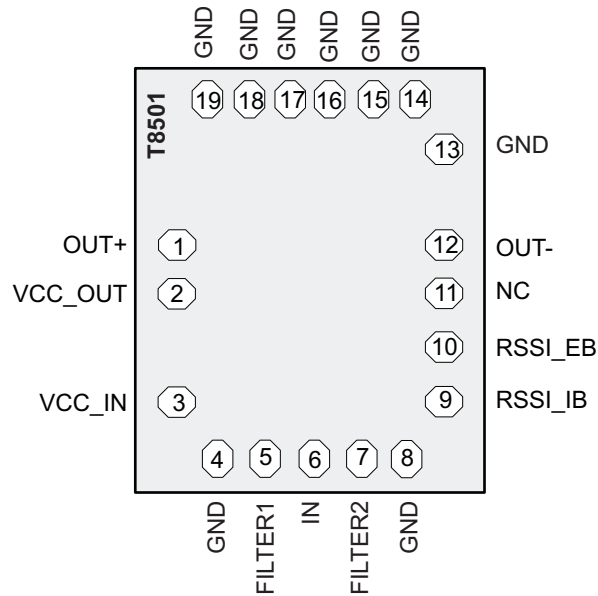 GND GND GND GND GND GND
19 18 17 16 15 14
T8501
13 GND
OUT+ 1 12 OUT-
VCC_OUT 2 11 NC
10 RSSI_EB
VCC_IN 3 9 RSSI_IB
4 5 6 7 8
GND FILTER1 IN FILTER2 GND